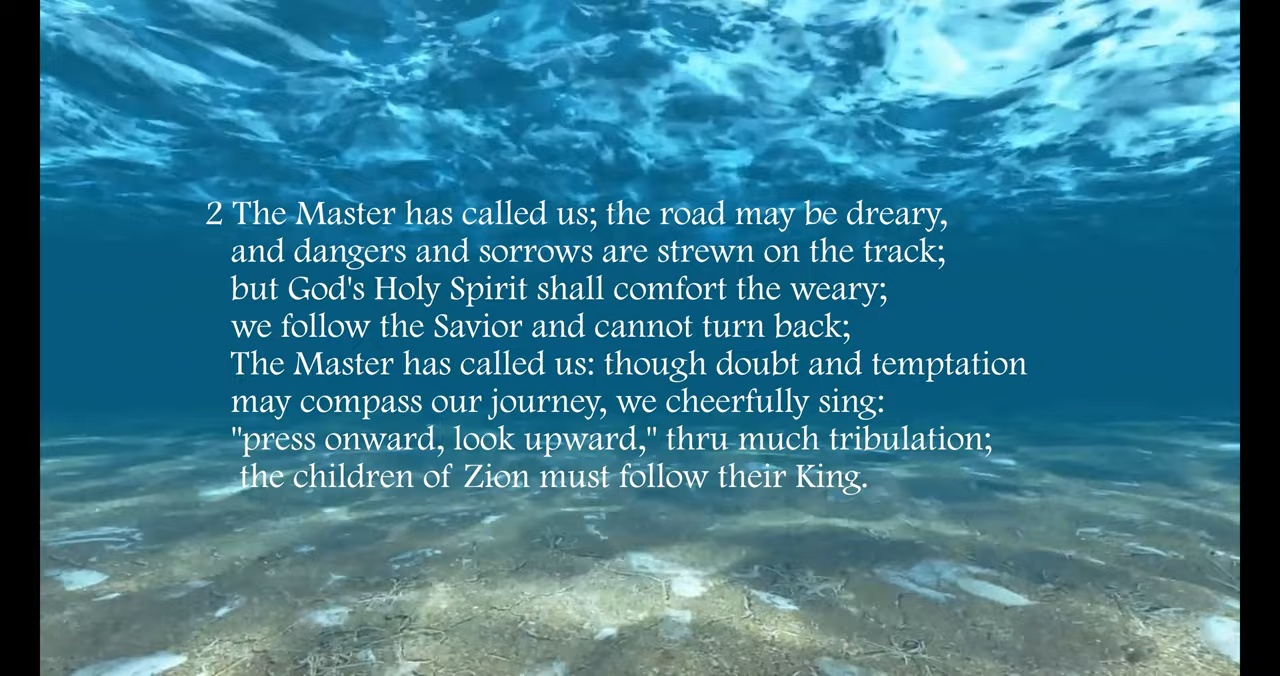 2 The Master has called us; the road may be dreary,
and dangers and sorrows are strewn on the track;
but God's Holy Spirit shall comfort the weary;
we follow the Savior and cannot turn back;
The Master has called us: though doubt and temptation
may compass our journey, we cheerfully sing:
"press onward, look upward," thru much tribulation;
the children of Zion must follow their King.